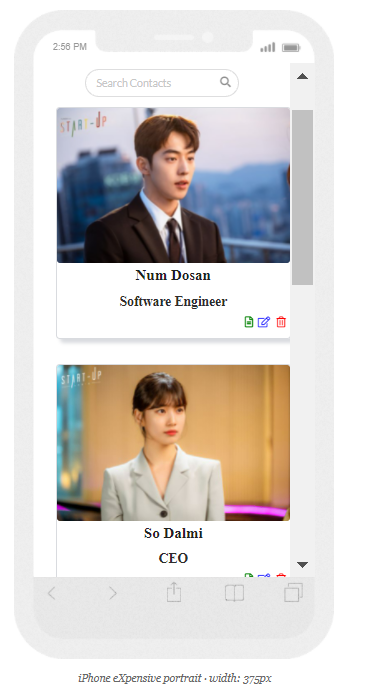 2:56 PM
Search Contacts
START-UP
Num Dosan
Software Engineer
START-UP
So Dalmi
CEO
iPhone eXpensive portrait · width: 375px